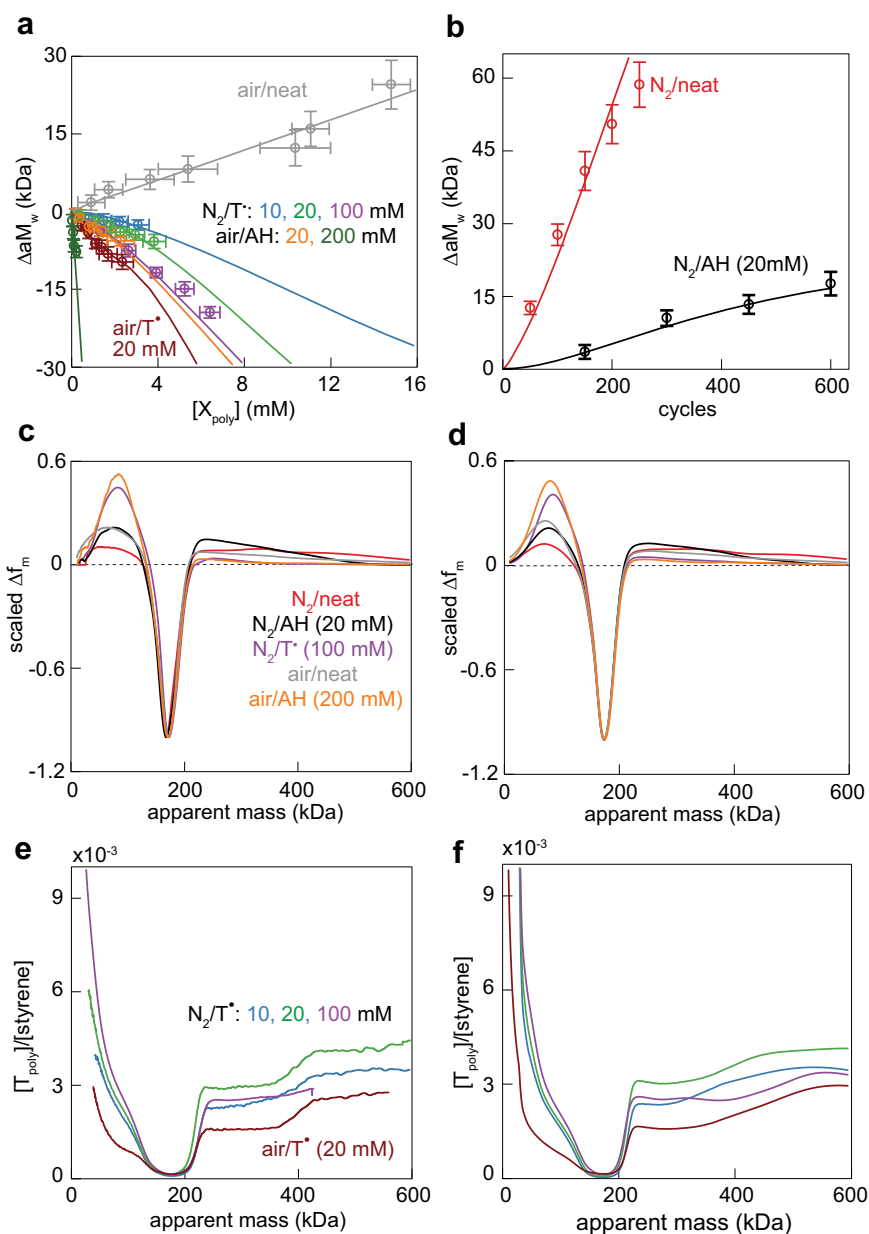 a
ΔaM_w (kDa)
30
15
0
-15
-30
air/neat
N₂/T•: 10, 20, 100 mM
air/AH: 20, 200 mM
air/T•
20 mM
0
4
8
12
16
[X_poly] (mM)
b
ΔaM_w (kDa)
60
45
30
15
0
N₂/neat
N₂/AH (20mM)
0
200
400
600
cycles
c
scaled Δf_m
0.6
0
-0.6
-1.2
N₂/neat
N₂/AH (20 mM)
N₂/T• (100 mM)
air/neat
air/AH (200 mM)
0
200
400
600
apparent mass (kDa)
d
0.6
0
-0.6
-1.2
0
200
400
600
apparent mass (kDa)
e
x10⁻³
[T_poly]/[styrene]
9
6
3
0
N₂/T•: 10, 20, 100 mM
air/T• (20 mM)
0
200
400
600
apparent mass (kDa)
f
x10⁻³
[T_poly]/[styrene]
9
6
3
0
0
200
400
600
apparent mass (kDa)